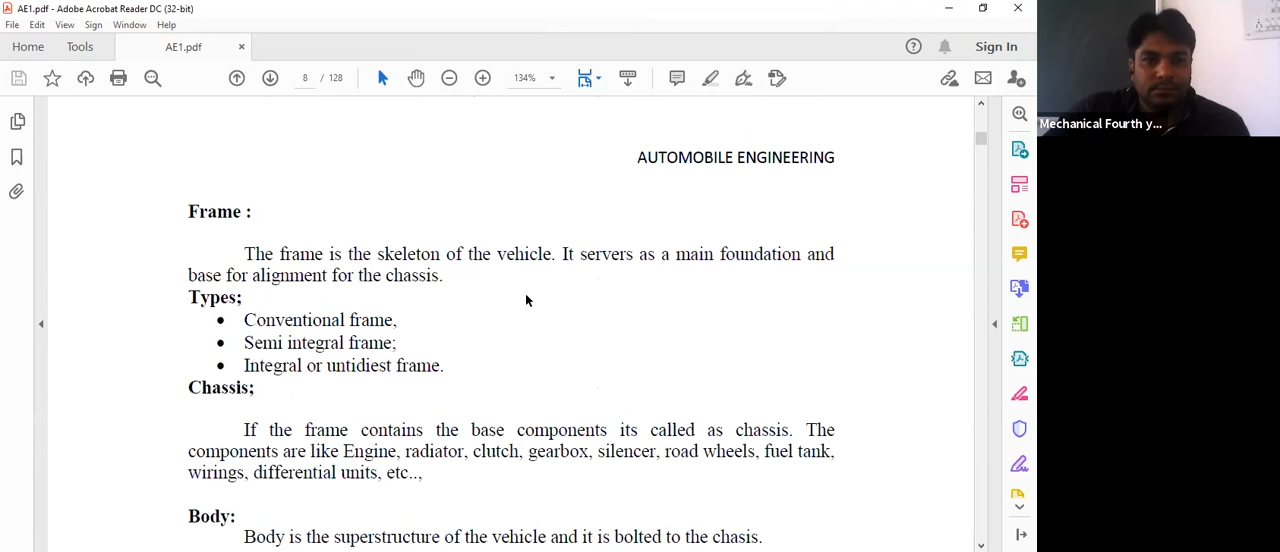 AE1.pdf - Adobe Acrobat Reader DC (32-bit)
File Edit View Sign Window Help
Home Tools AE1.pdf × Sign In
8 / 128 134%
Mechanical Fourth y...
AUTOMOBILE ENGINEERING
Frame :
The frame is the skeleton of the vehicle. It servers as a main foundation and
base for alignment for the chassis.
Types;
• Conventional frame,
• Semi integral frame;
• Integral or untidiest frame.
Chassis;
If the frame contains the base components its called as chassis. The
components are like Engine, radiator, clutch, gearbox, silencer, road wheels, fuel tank,
wirings, differential units, etc..,
Body:
Body is the superstructure of the vehicle and it is bolted to the chasis.